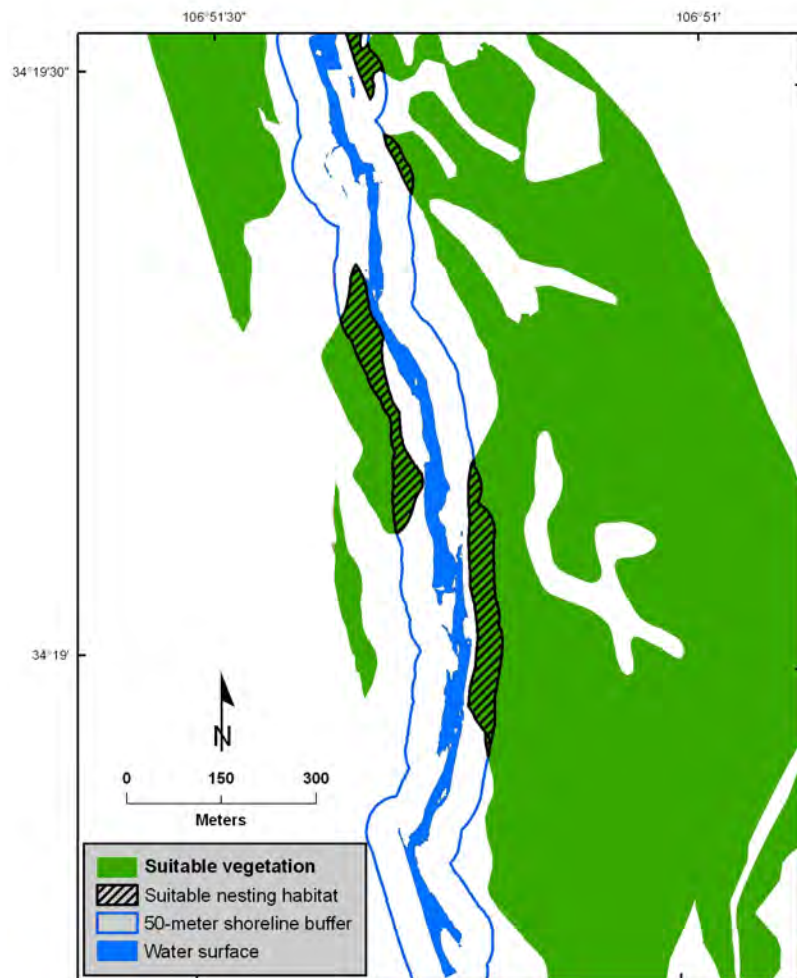 106°51'30"
106°51'
34°19'30"
34°19'
N
0 150 300
Meters
Suitable vegetation
Suitable nesting habitat
50-meter shoreline buffer
Water surface